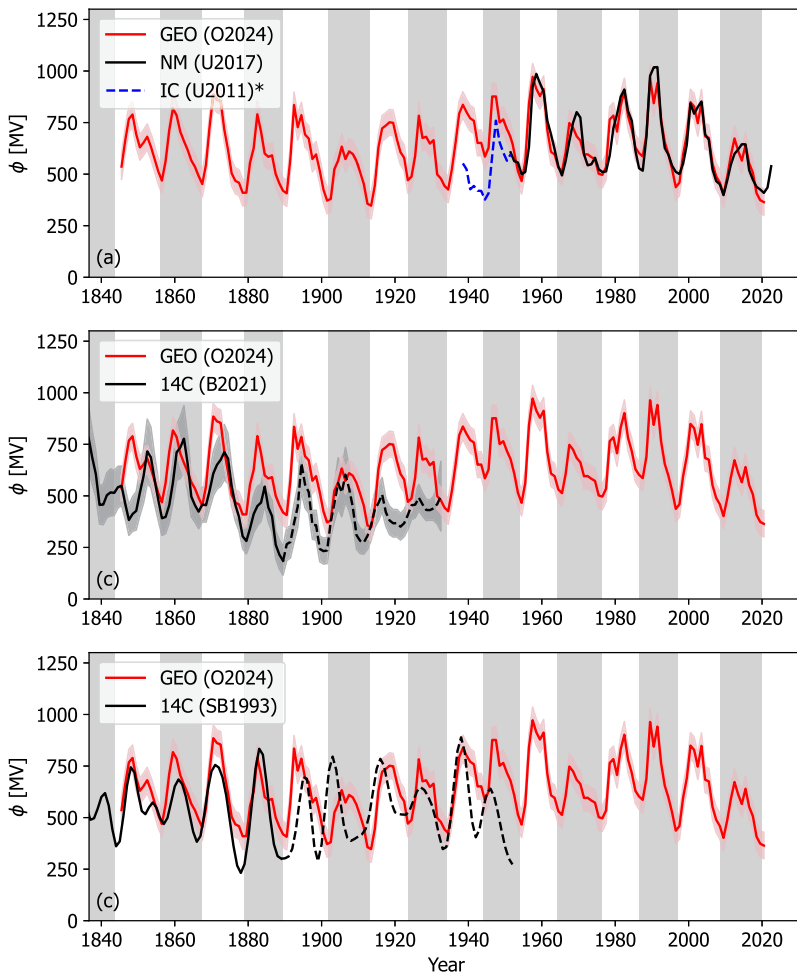 GEO (O2024)
NM (U2017)
IC (U2011)*
ϕ [MV]
1250
1000
750
500
250
0
(a)
1840 1860 1880 1900 1920 1940 1960 1980 2000 2020
GEO (O2024)
14C (B2021)
ϕ [MV]
1250
1000
750
500
250
0
(c)
1840 1860 1880 1900 1920 1940 1960 1980 2000 2020
GEO (O2024)
14C (SB1993)
ϕ [MV]
1250
1000
750
500
250
0
(c)
1840 1860 1880 1900 1920 1940 1960 1980 2000 2020
Year